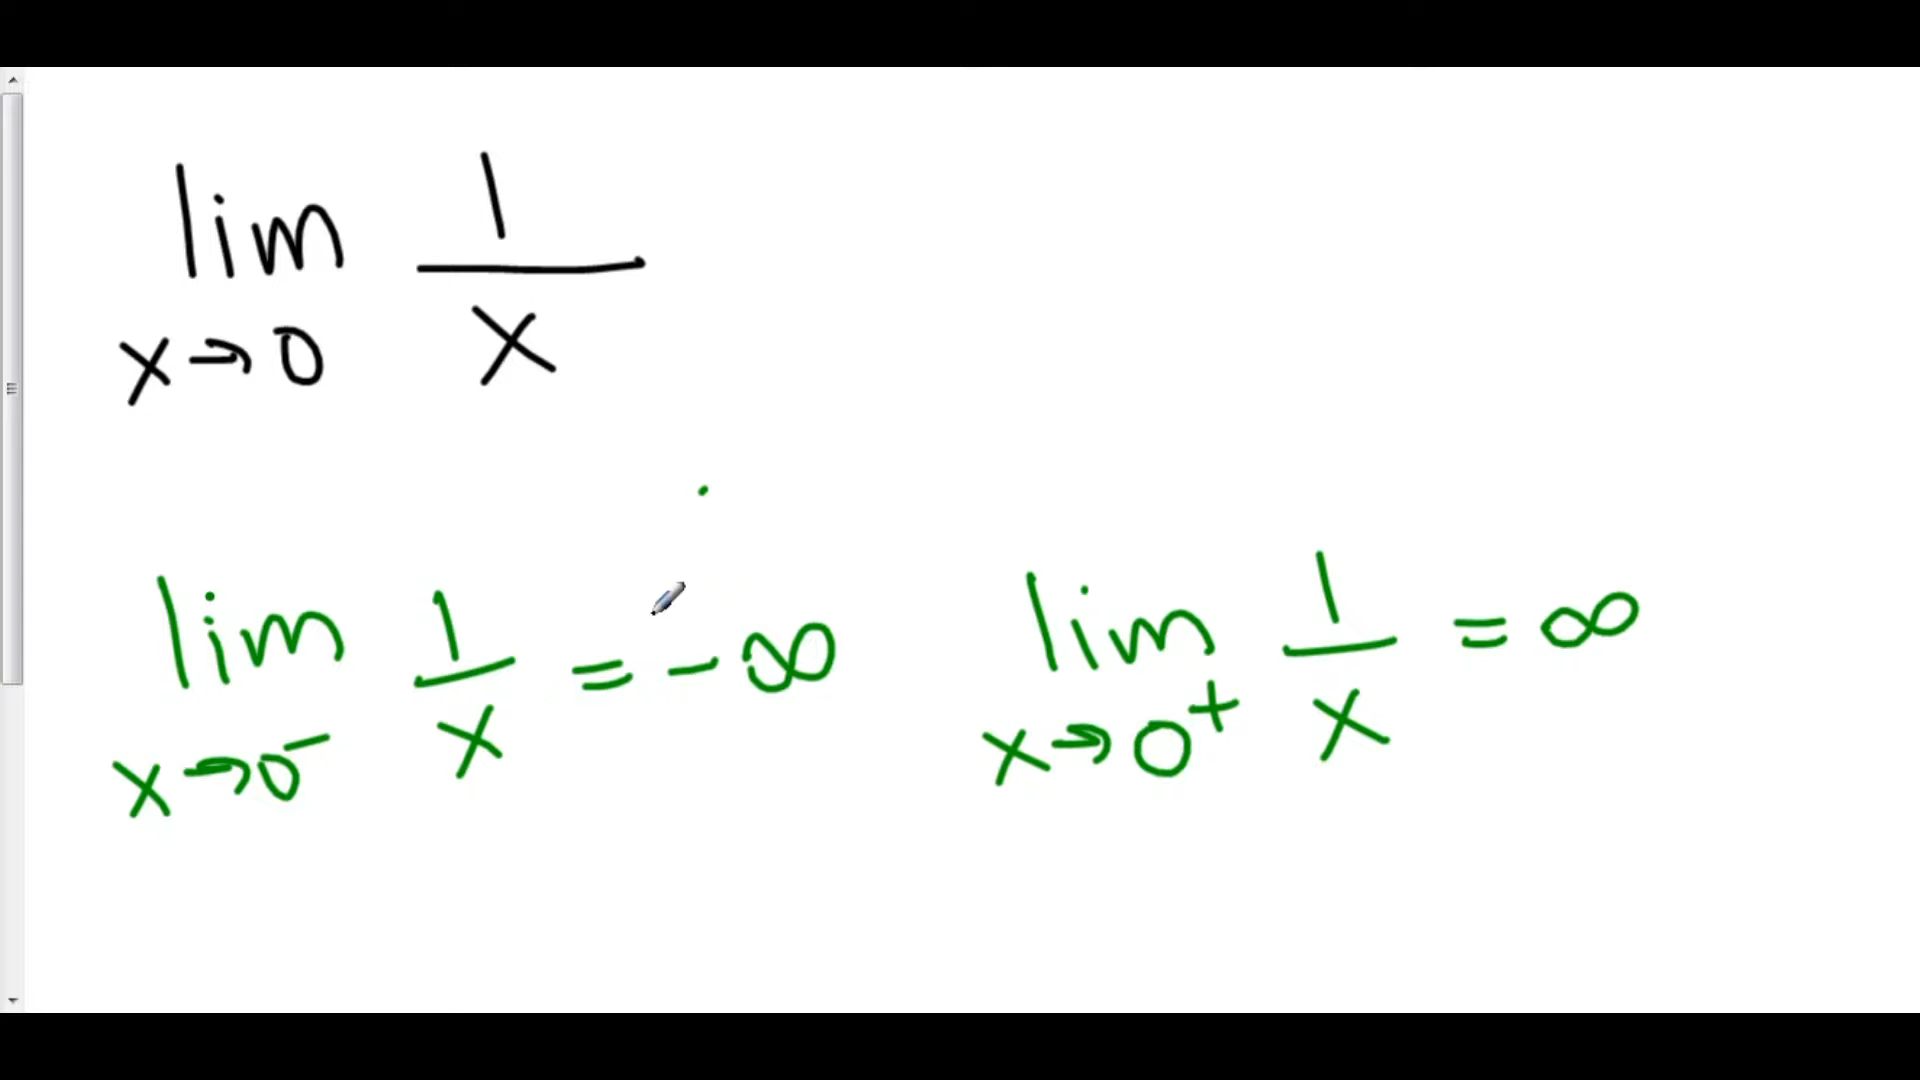 lim 1/x
x→0
lim 1/x = -∞
x→0⁻
lim 1/x = ∞
x→0⁺